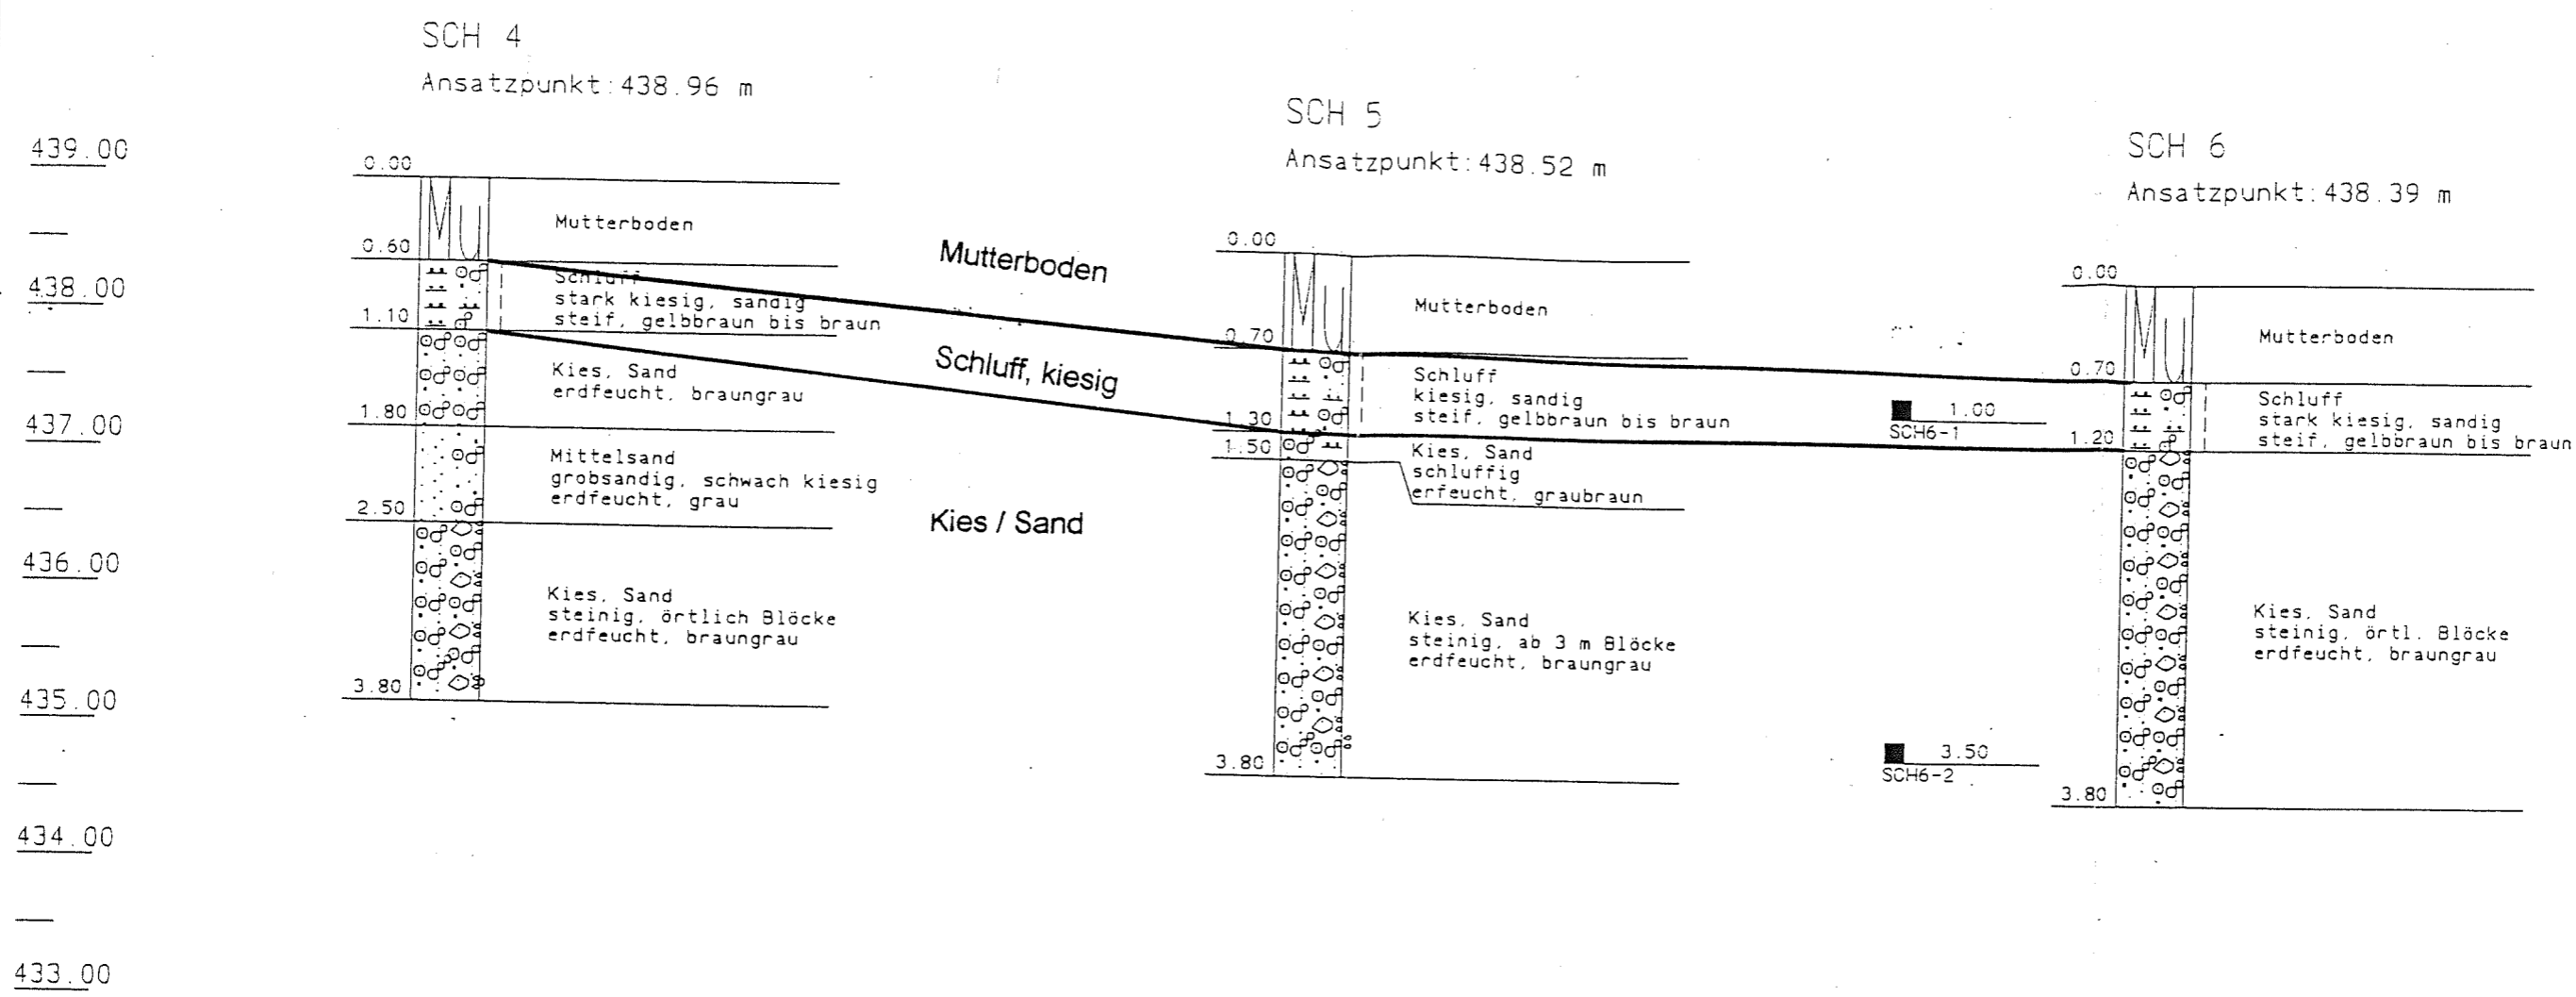 SCH 4
Ansatzpunkt:438.96 m
SCH 5
Ansatzpunkt:438.52 m
SCH 6
Ansatzpunkt:438.39 m
439.00
438.00
437.00
436.00
435.00
434.00
433.00
0.00
Mutterboden
0.60
Schluff
stark kiesig, sandig
steif, gelbbraun bis braun
1.10
Kies, Sand
erdfeucht, braungrau
1.80
Mittelsand
grobsandig, schwach kiesig
erdfeucht, grau
2.50
Kies, Sand
steinig, örtlich Blöcke
erdfeucht, braungrau
3.80
Mutterboden
Schluff, kiesig
Kies / Sand
0.00
Mutterboden
0.70
Schluff
kiesig, sandig
steif, gelbbraun bis braun
1.30
Kies, Sand
schluffig
erfeucht, graubraun
1.50
Kies, Sand
steinig, ab 3 m Blöcke
erdfeucht, braungrau
3.80
1.00
SCH6-1
3.50
SCH6-2
0.00
Mutterboden
0.70
Schluff
stark kiesig, sandig
steif, gelbbraun bis braun
1.20
Kies, Sand
steinig, örtl. Blöcke
erdfeucht, braungrau
3.80